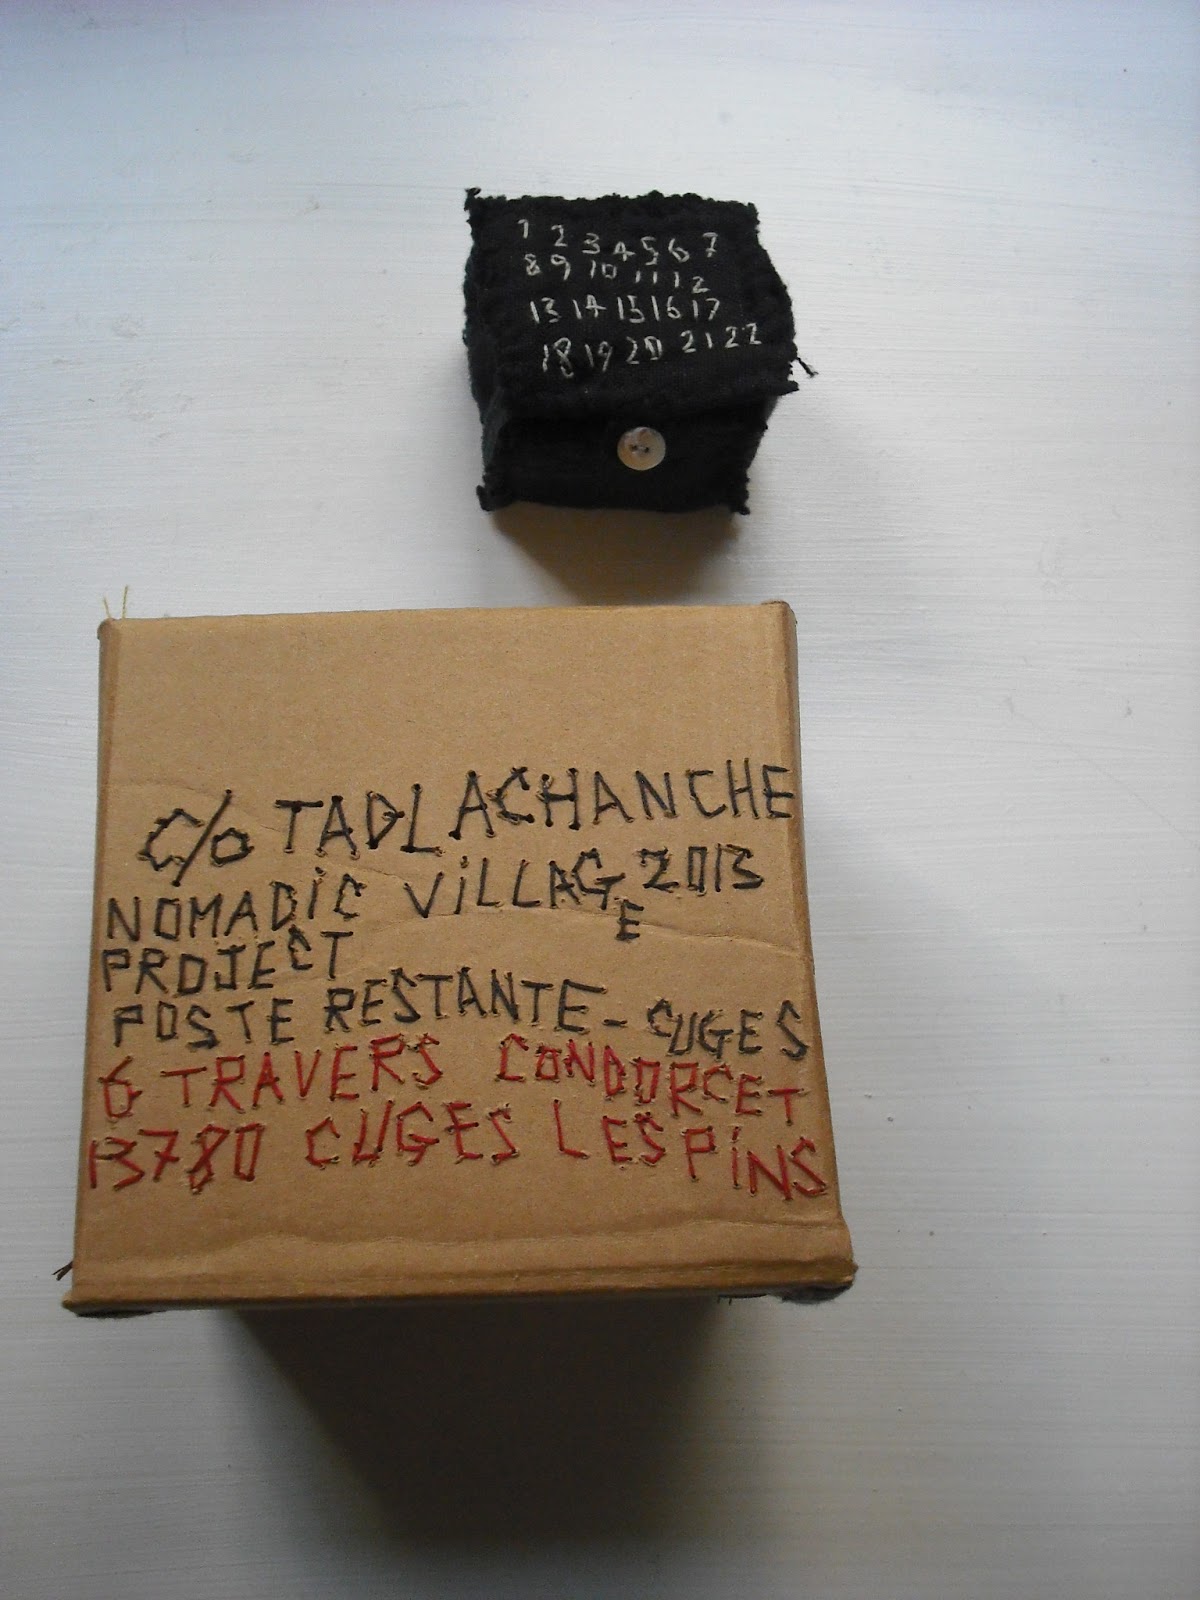 1 2 3 4 5 6 7
8 9 10 11 12
13 14 15 16 17
18 19 20 21 22
C/o TADLACHANCHE
NOMADiC ViLLAGE 2013
PROJECT
POSTE RESTANTE - CUGES
6 TRAVERS CONDORCET
13780 CUGES LES PiNS